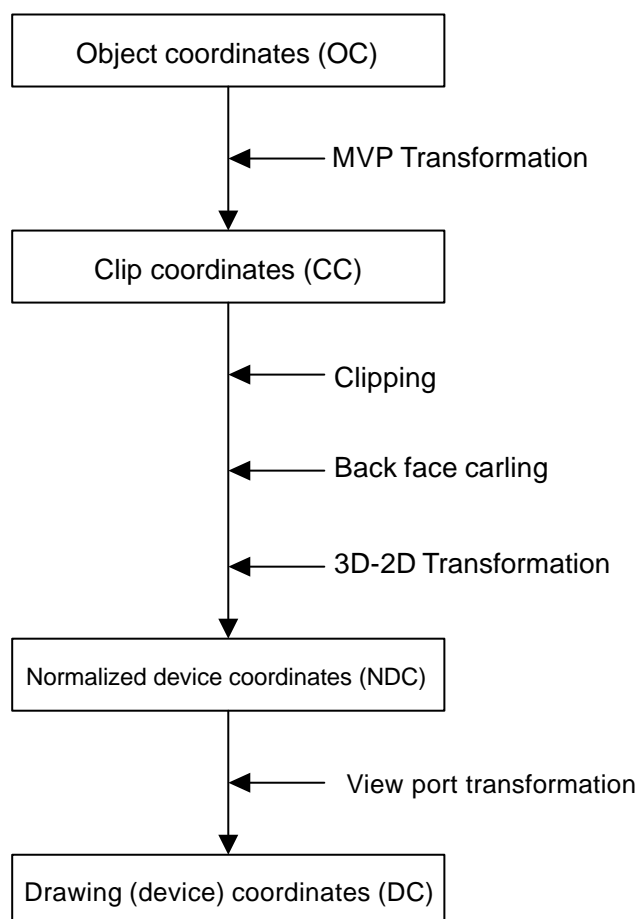 Object coordinates (OC)
MVP Transformation
Clip coordinates (CC)
Clipping
Back face carling
3D-2D Transformation
Normalized device coordinates (NDC)
View port transformation
Drawing (device) coordinates (DC)